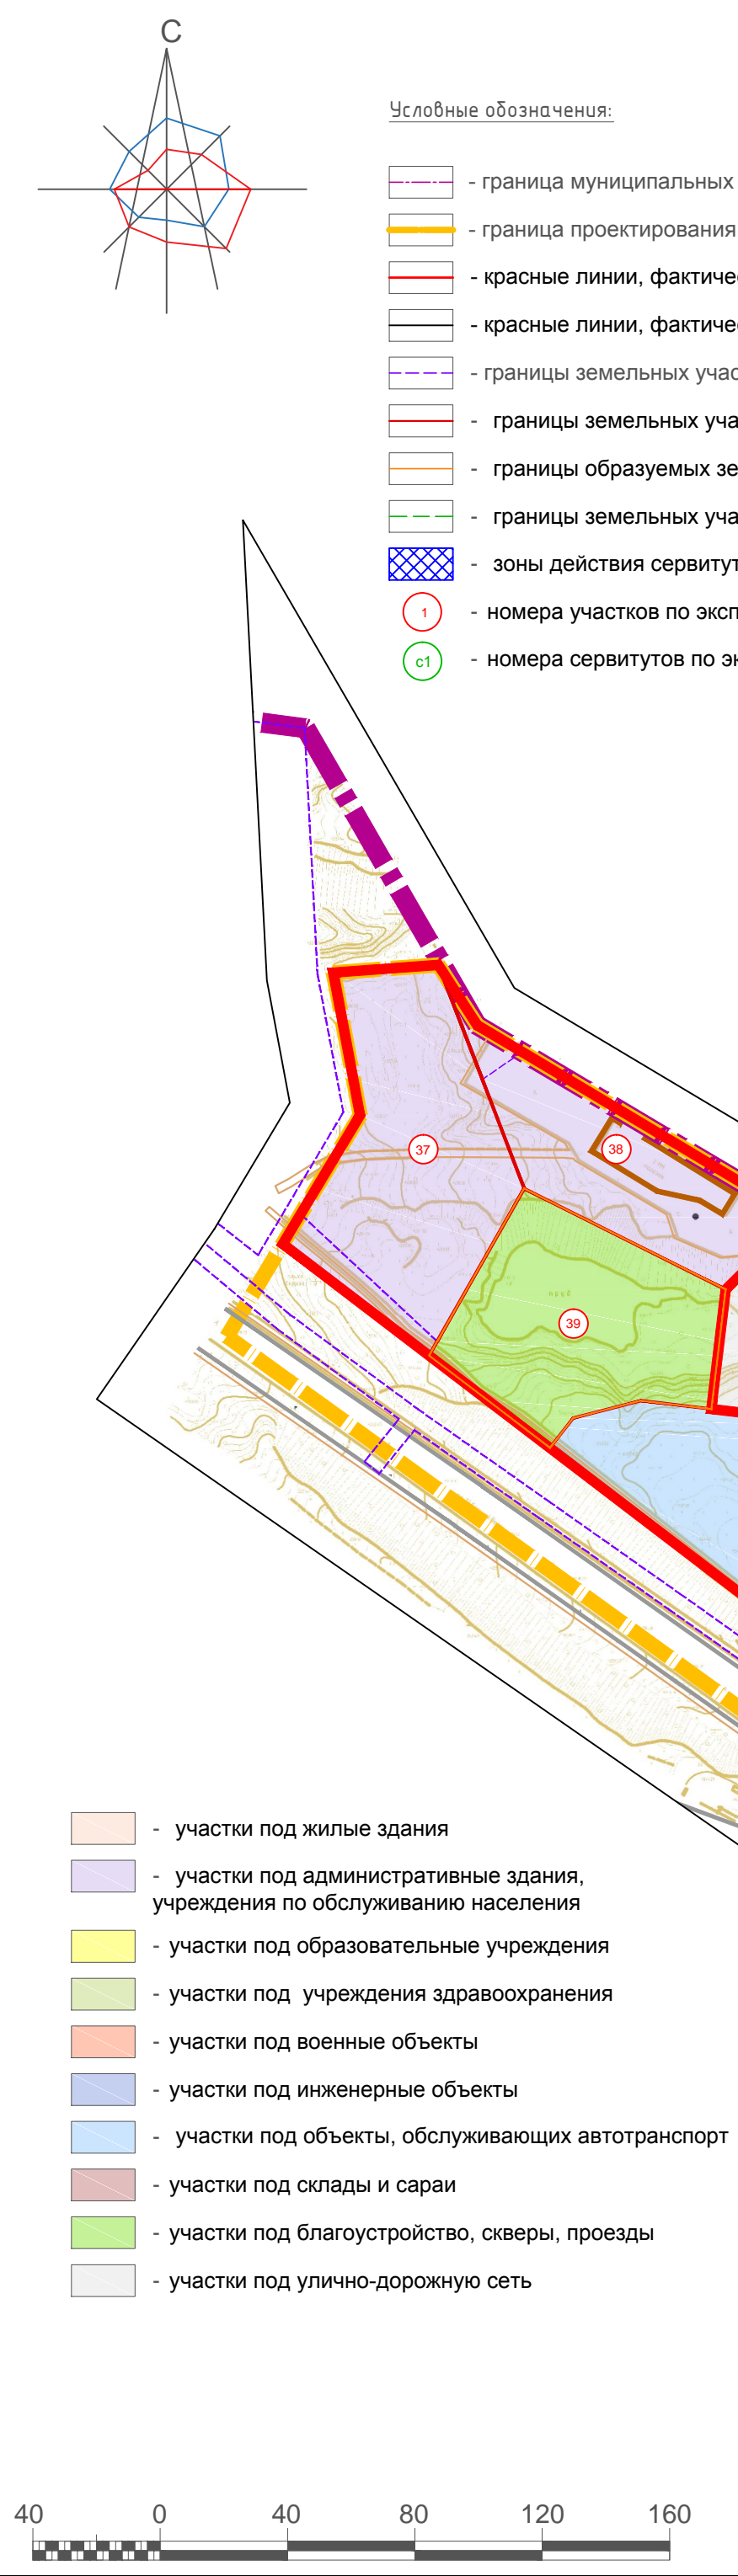 С
Условные обозначения:
- граница муниципальных
- граница проектирования
- красные линии, фактичес
- красные линии, фактичес
- границы земельных участ
- границы земельных уча
- границы образуемых зе
- границы земельных уча
- зоны действия сервитут
1 - номера участков по эксп
с1 - номера сервитутов по эк
37
38
39
- участки под жилые здания
- участки под административные здания,
учреждения по обслуживанию населения
- участки под образовательные учреждения
- участки под учреждения здравоохранения
- участки под военные объекты
- участки под инженерные объекты
- участки под объекты, обслуживающих автотранспорт
- участки под склады и сараи
- участки под благоустройство, скверы, проезды
- участки под улично-дорожную сеть
40 0 40 80 120 160